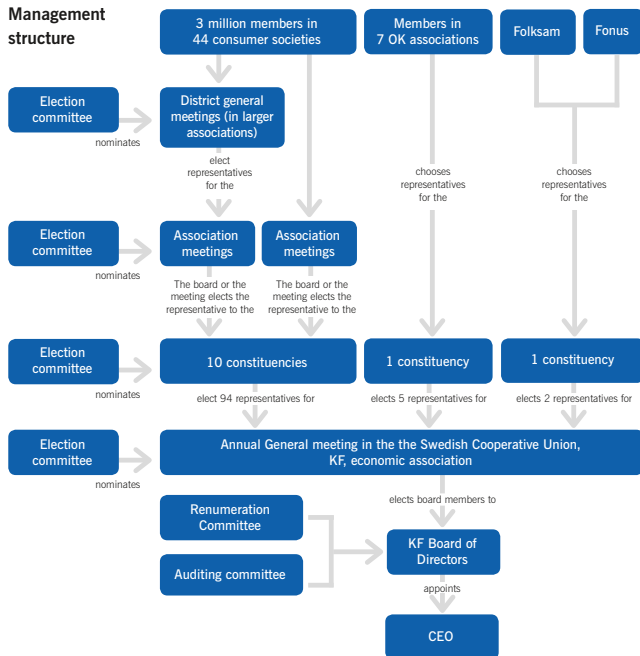 Management
structure
3 million members in
44 consumer societies
Members in
7 OK associations
Folksam
Fonus
Election
committee
nominates
District general
meetings (in larger
associations)
elect
representatives
for the
chooses
representatives
for the
chooses
representatives
for the
Election
committee
nominates
Association
meetings
Association
meetings
The board or the
meeting elects the
representative to the
The board or the
meeting elects the
representative to the
Election
committee
nominates
10 constituencies
1 constituency
1 constituency
elect 94 representatives for
elects 5 representatives for
elects 2 representatives for
Election
committee
nominates
Annual General meeting in the the Swedish Cooperative Union,
KF, economic association
elects board members to
Renumeration
Committee
Auditing committee
KF Board of
Directors
appoints
CEO